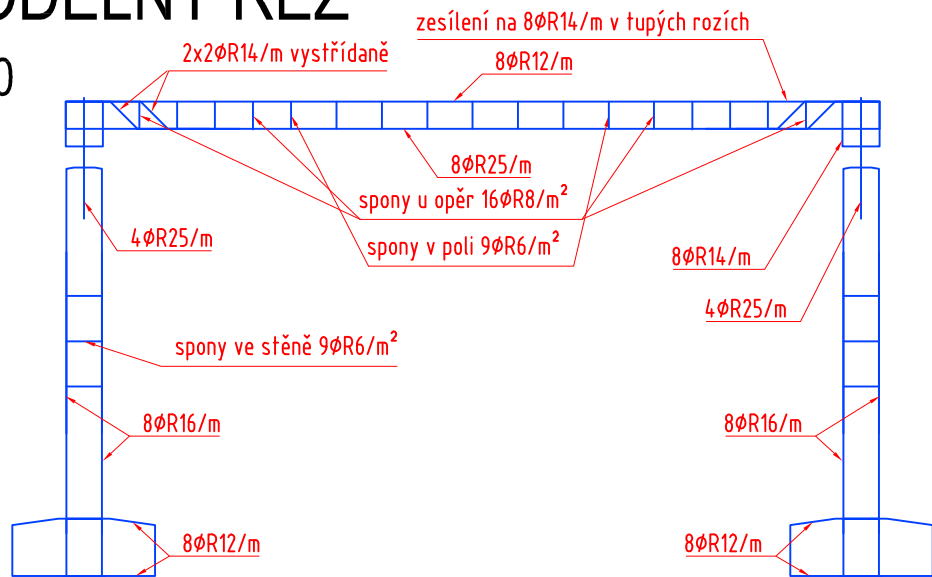 ŘEZ
zesílení na 8ØR14/m v tupých rozích
2x2ØR14/m vystřídaně
8ØR12/m
8ØR25/m
spony u opěr 16ØR8/m²
spony v poli 9ØR6/m²
4ØR25/m
8ØR14/m
4ØR25/m
spony ve stěně 9ØR6/m²
8ØR16/m
8ØR16/m
8ØR12/m
8ØR12/m